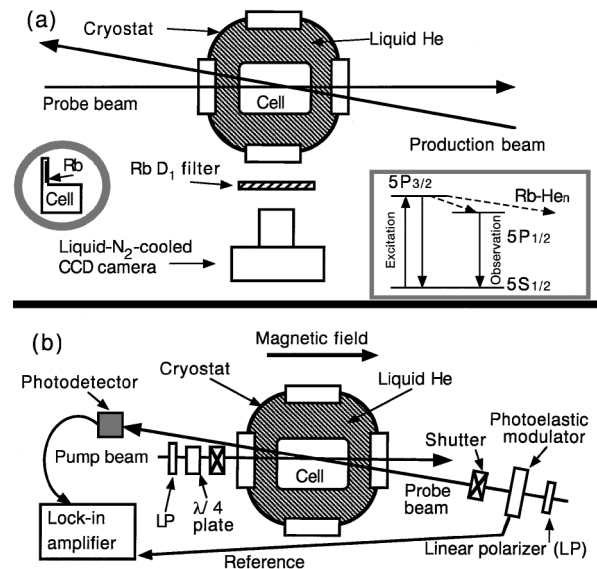 (a)
Cryostat
Liquid He
Cell
Probe beam
Production beam
Rb
Cell
Rb D1 filter
Liquid-N2-cooled
CCD camera
5P3/2
Rb-Hen
5P1/2
Excitation
Observation
5S1/2
(b)
Magnetic field
Cryostat
Liquid He
Photodetector
Photoelastic
modulator
Shutter
Pump beam
Cell
Probe
beam
LP
λ/ 4
plate
Lock-in
amplifier
Linear polarizer (LP)
Reference